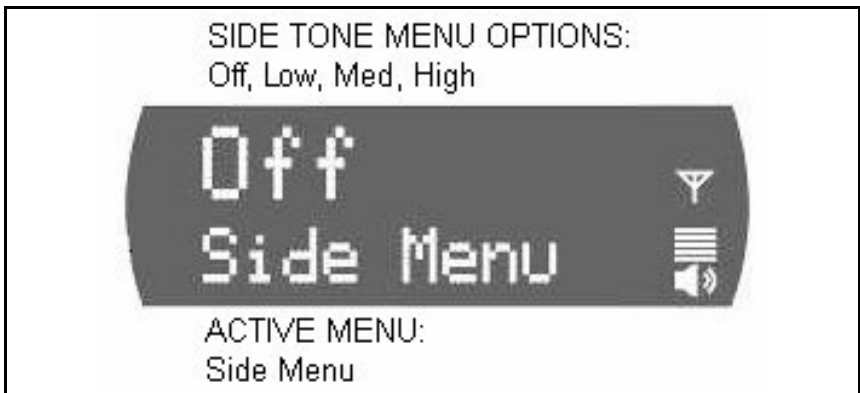 SIDE TONE MENU OPTIONS:
Off, Low, Med, High
Off
Side Menu
ACTIVE MENU:
Side Menu